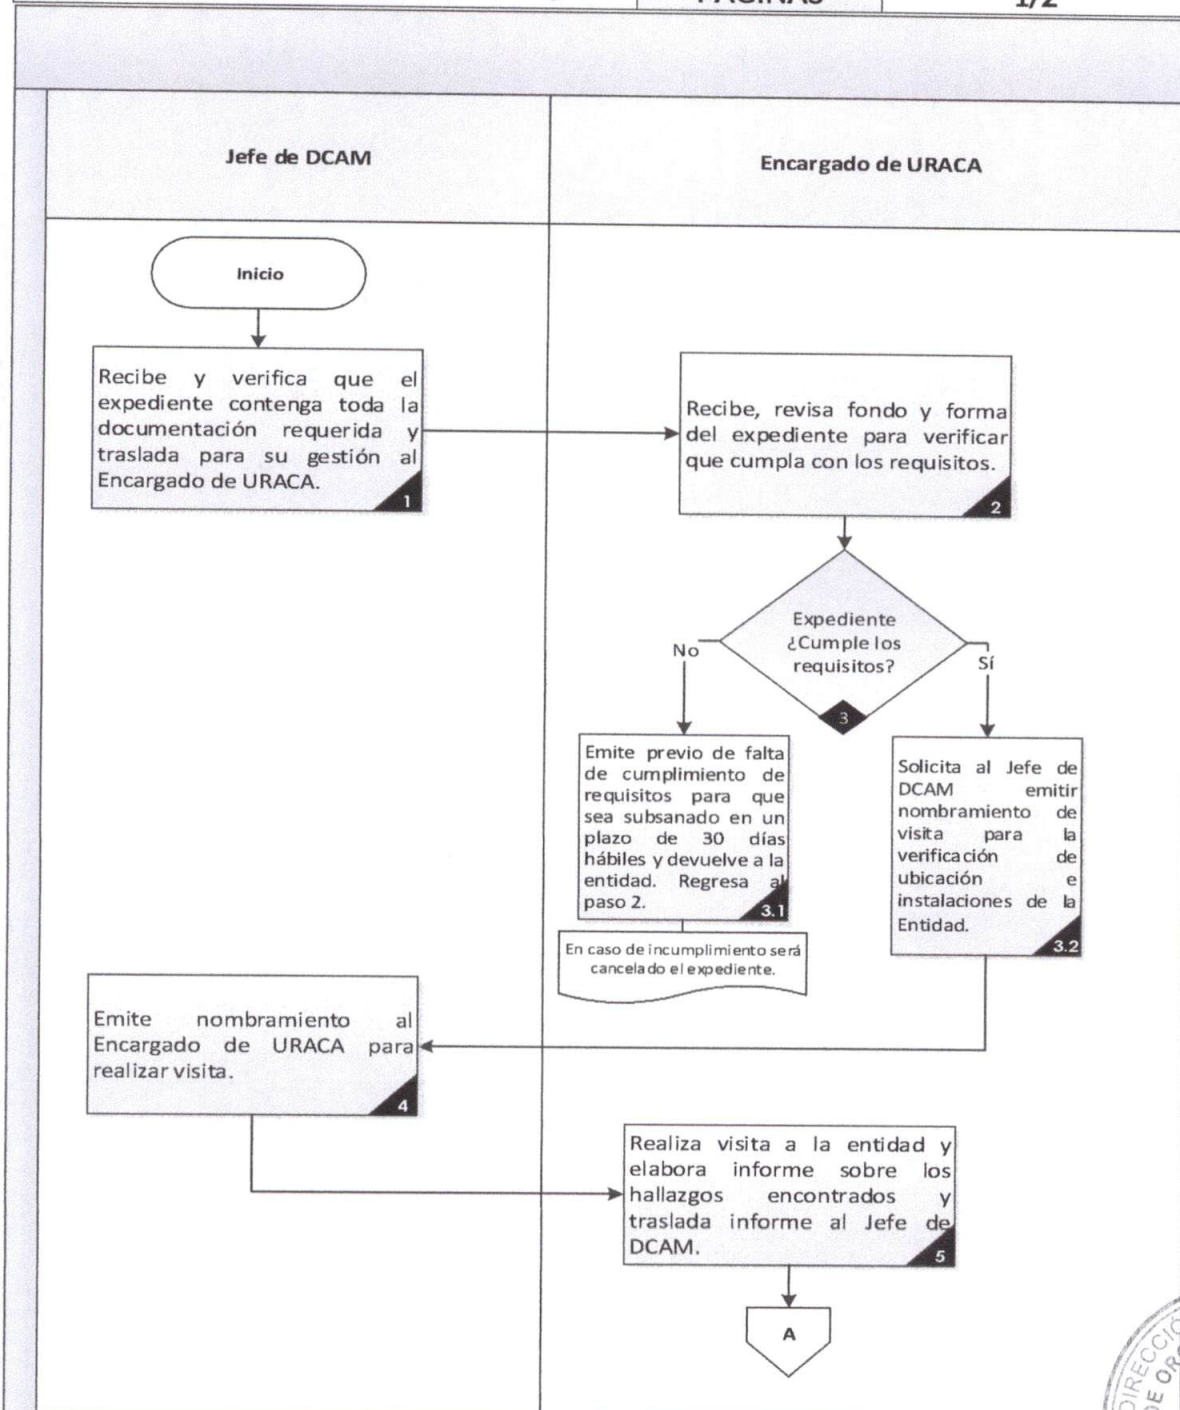 PÁGINAS
1/2
Jefe de DCAM
Encargado de URACA
Inicio
Recibe y verifica que el
expediente contenga toda la
documentación requerida y
traslada para su gestión al
Encargado de URACA.
1
Recibe, revisa fondo y forma
del expediente para verificar
que cumpla con los requisitos.
2
Expediente
¿Cumple los
requisitos?
3
No
Sí
Emite previo de falta
de cumplimiento de
requisitos para que
sea subsanado en un
plazo de 30 días
hábiles y devuelve a la
entidad. Regresa al
paso 2.
3.1
En caso de incumplimiento será
cancelado el expediente.
Solicita al Jefe de
DCAM emitir
nombramiento de
visita para la
verificación de
ubicación e
instalaciones de la
Entidad.
3.2
Emite nombramiento al
Encargado de URACA para
realizar visita.
4
Realiza visita a la entidad y
elabora informe sobre los
hallazgos encontrados y
traslada informe al Jefe de
DCAM.
5
A